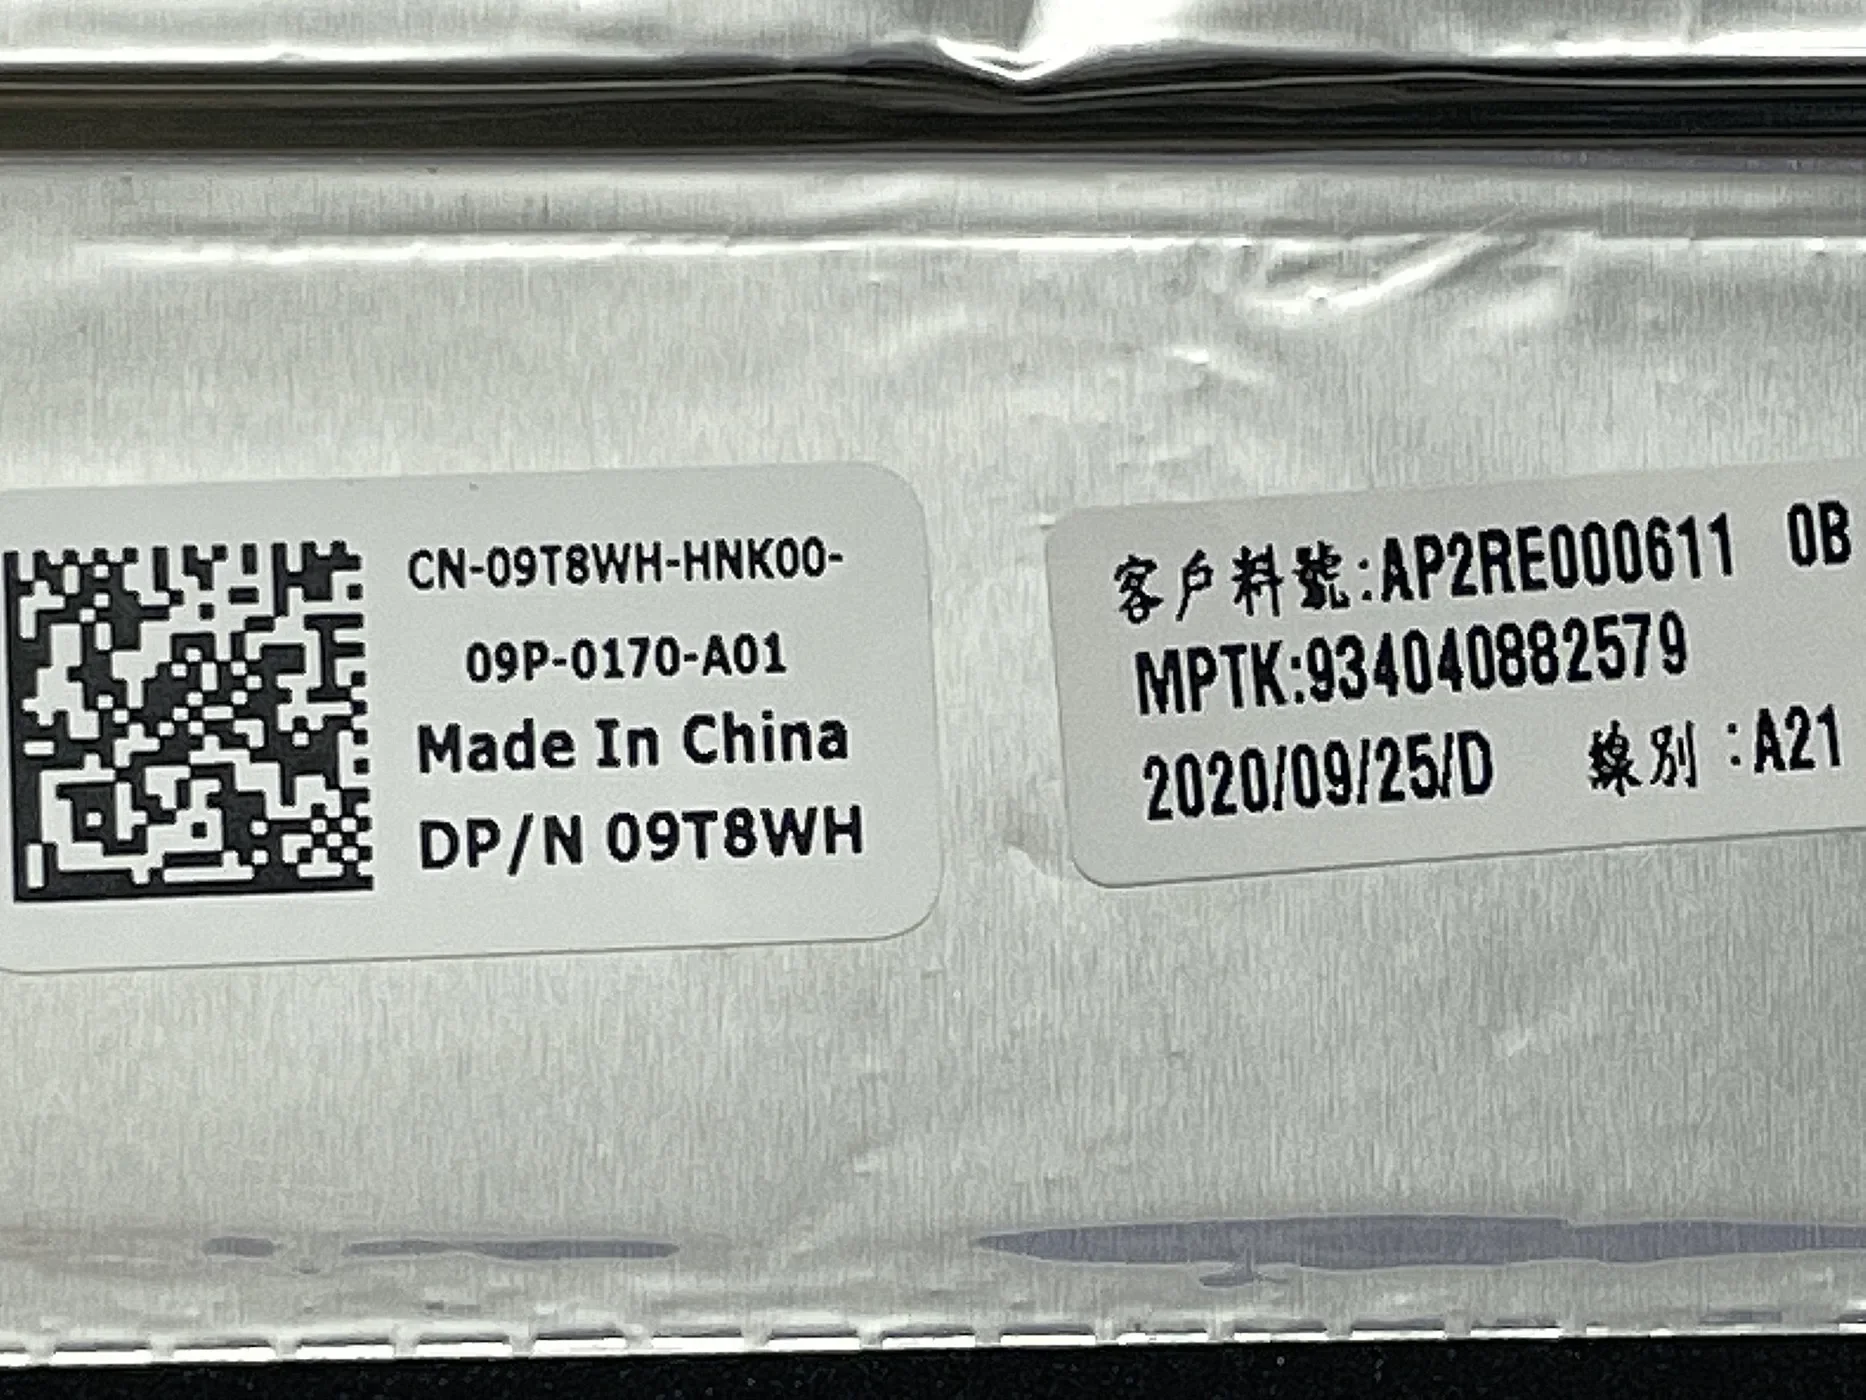 CN-09T8WH-HNK00-
09P-0170-A01
Made In China
DP/N 09T8WH
客户料號:AP2RE000611 0B
MPTK:934040882579
2020/09/25/D 線別:A21